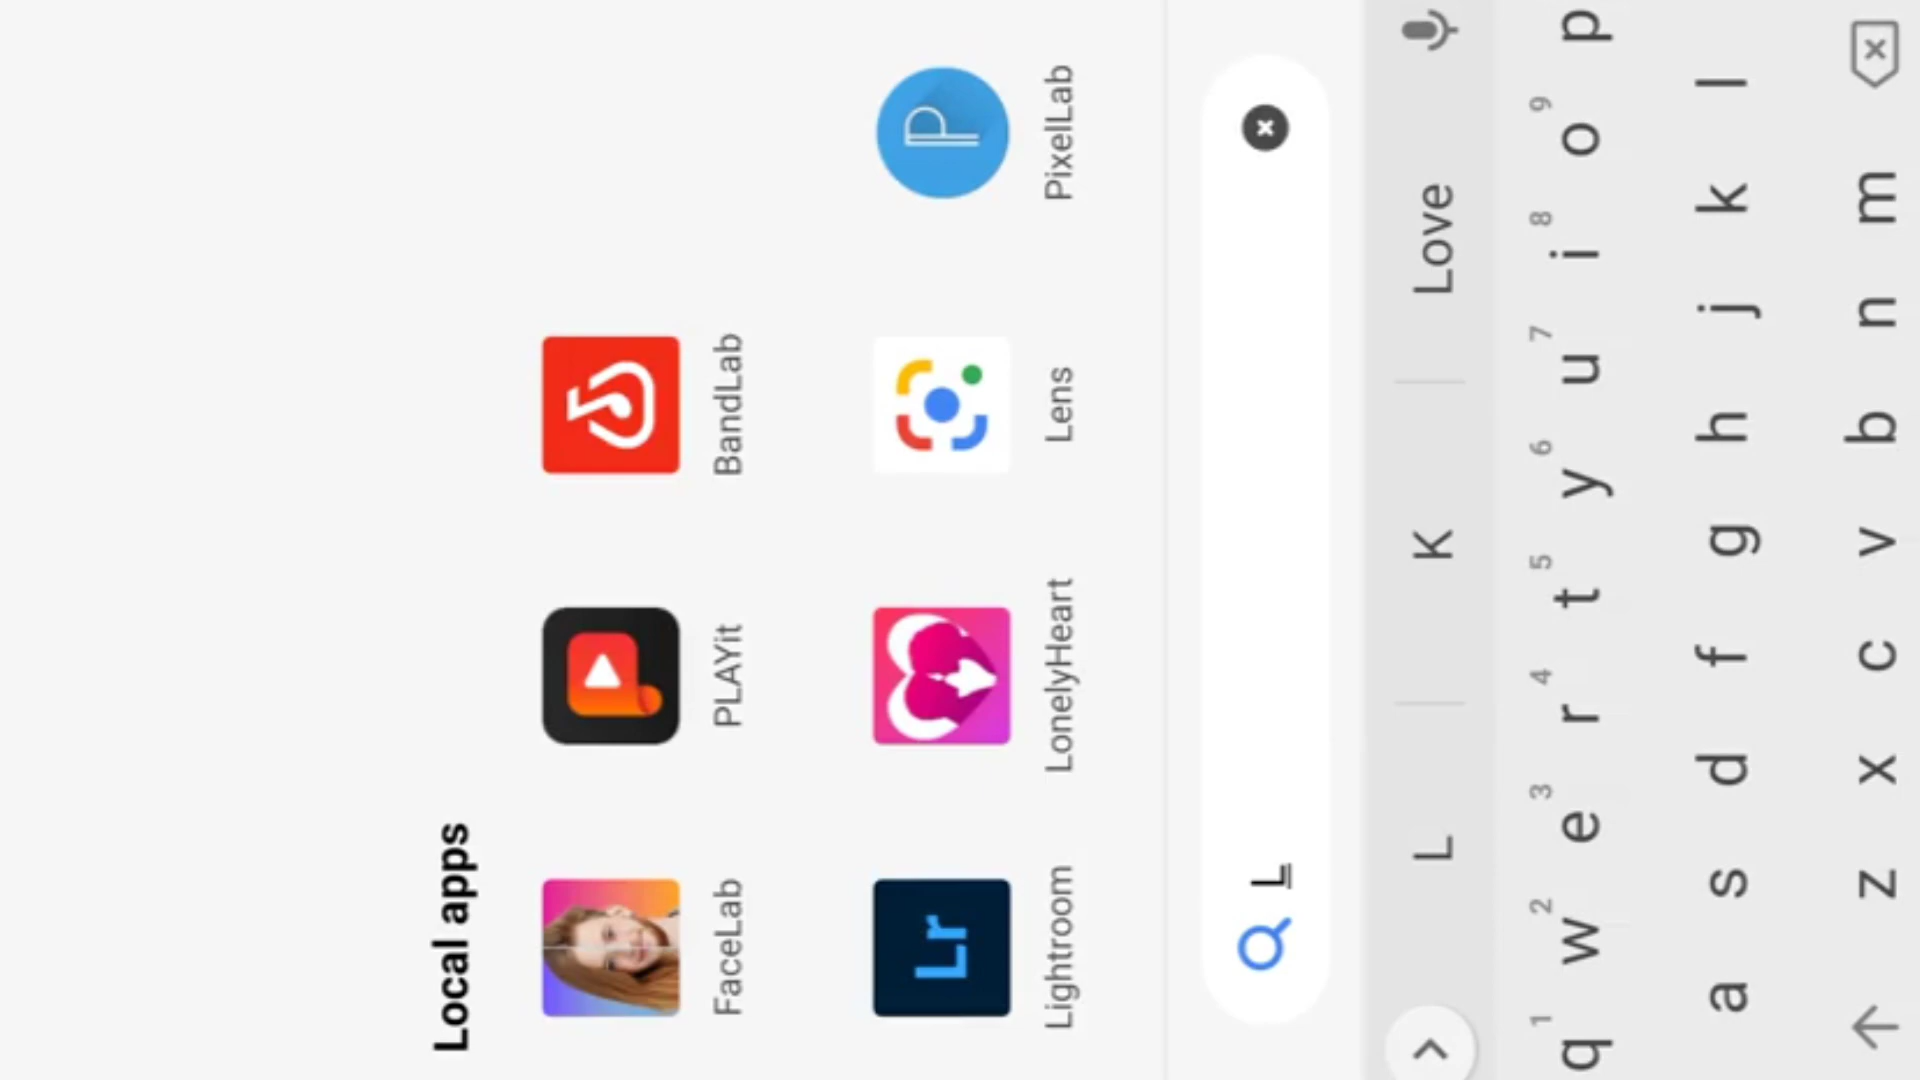 Local apps
FaceLab PLAYit BandLab
Lr P
Lightroom LonelyHeart Lens PixelLab
L
L K Love
1 2 3 4 5 6 7 8 9
q w e r t y u i o p
a s d f g h j k l
z x c v b n m